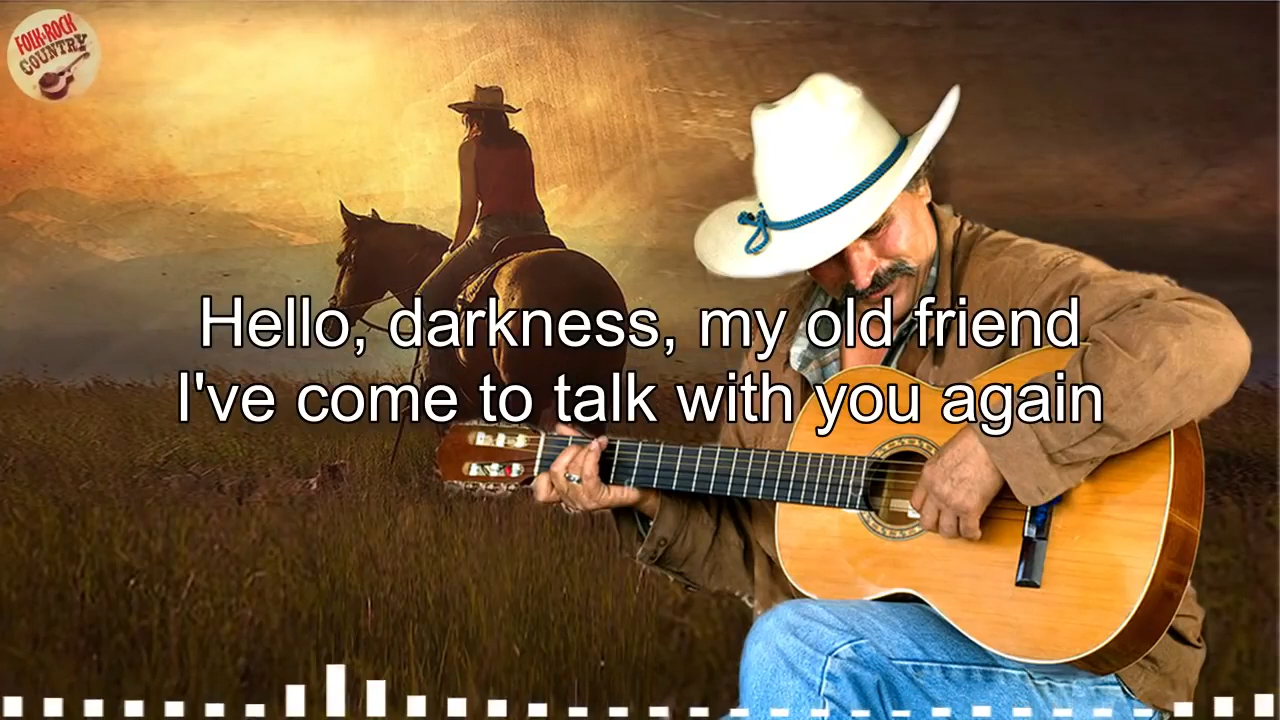 FOLK-ROCK
COUNTRY
Hello, darkness, my old friend
I've come to talk with you again